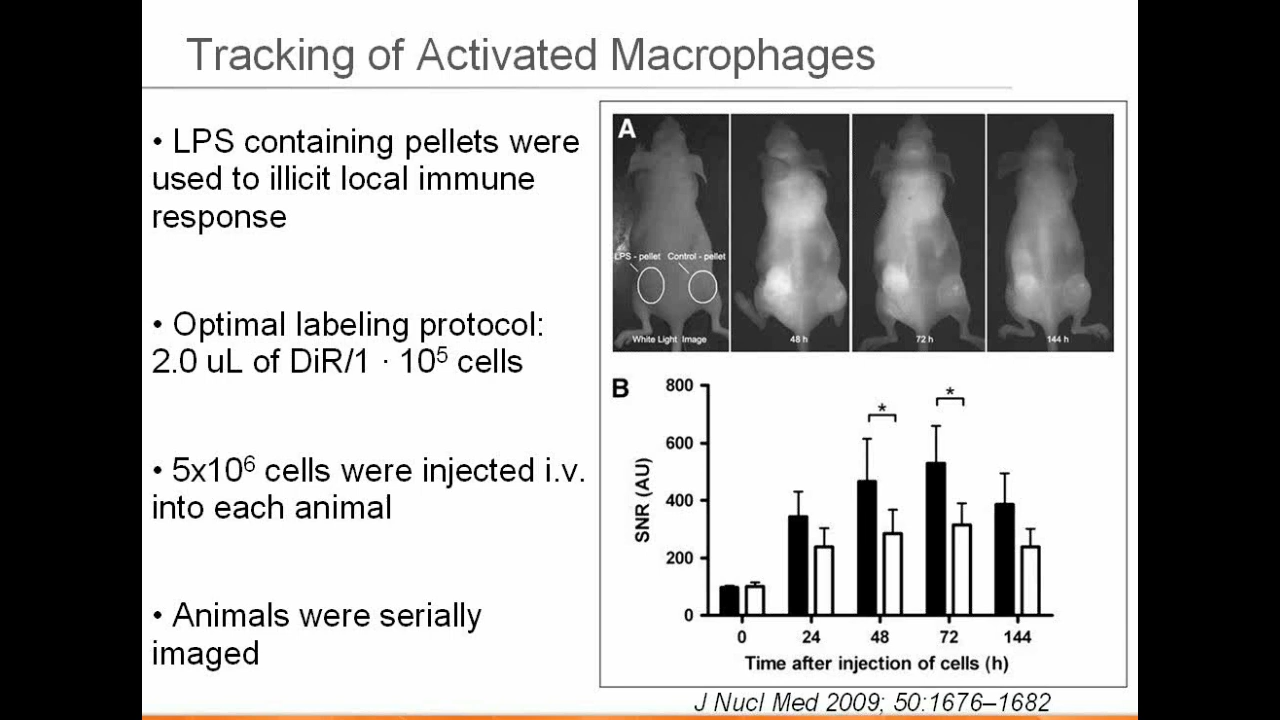 Tracking of Activated Macrophages
• LPS containing pellets were
used to illicit local immune
response
• Optimal labeling protocol:
2.0 uL of DiR/1 · 10⁵ cells
• 5x10⁶ cells were injected i.v.
into each animal
• Animals were serially
imaged
A
LPS - pellet Control - pellet
White Light Image
48 h
72 h
144 h
B
800
600
400
200
0
SNR (AU)
* *
0 24 48 72 144
Time after injection of cells (h)
J Nucl Med 2009; 50:1676–1682